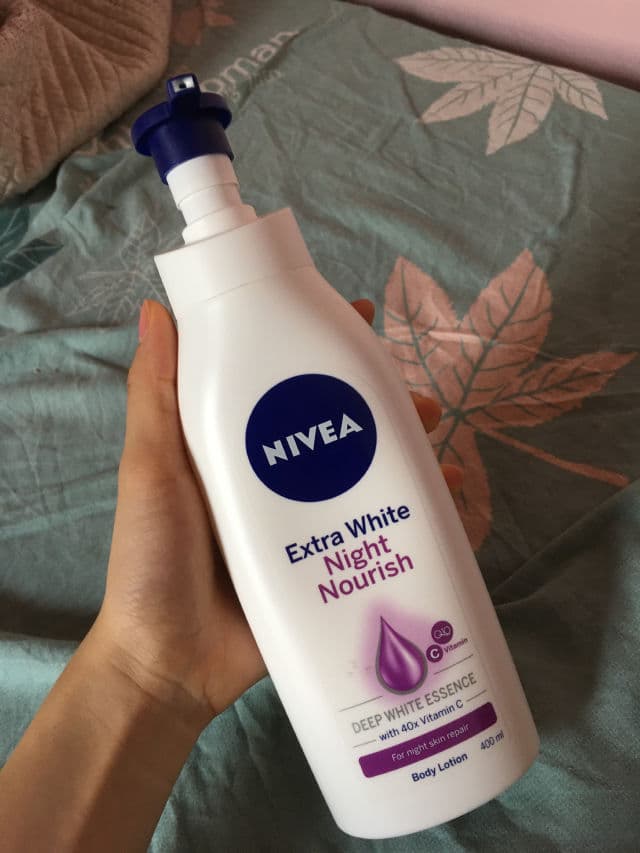 NIVEA
Extra White
Night
Nourish
Q10
C Vitamin
DEEP WHITE ESSENCE
with 40x Vitamin C
For night skin repair
Body Lotion 400 ml